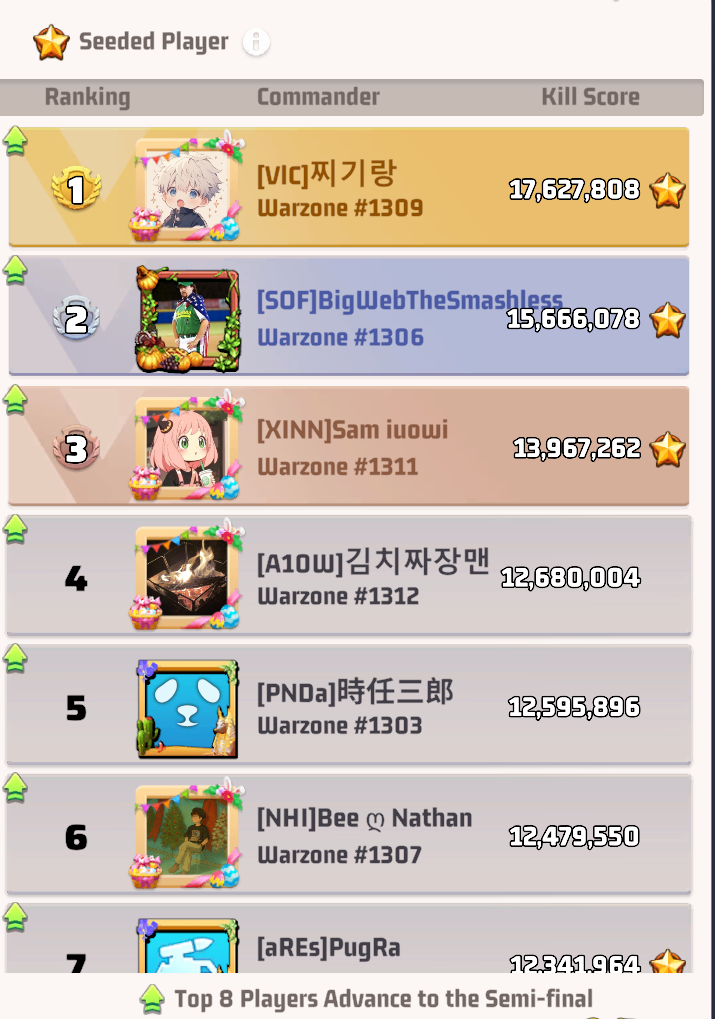 Seeded Player
Ranking Commander Kill Score
1 [VIC]찌기랑 17,627,808
Warzone #1309
2 [SOF]BigWebTheSmashless 15,666,078
Warzone #1306
3 [XINN]Sam iuowi 13,967,262
Warzone #1311
4 [A10W]김치짜장맨 12,680,004
Warzone #1312
5 [PNDa]時任三郎 12,595,896
Warzone #1303
6 [NHI]Bee ღ Nathan 12,479,550
Warzone #1307
7 [aREs]PugRa 12,341,964
Top 8 Players Advance to the Semi-final